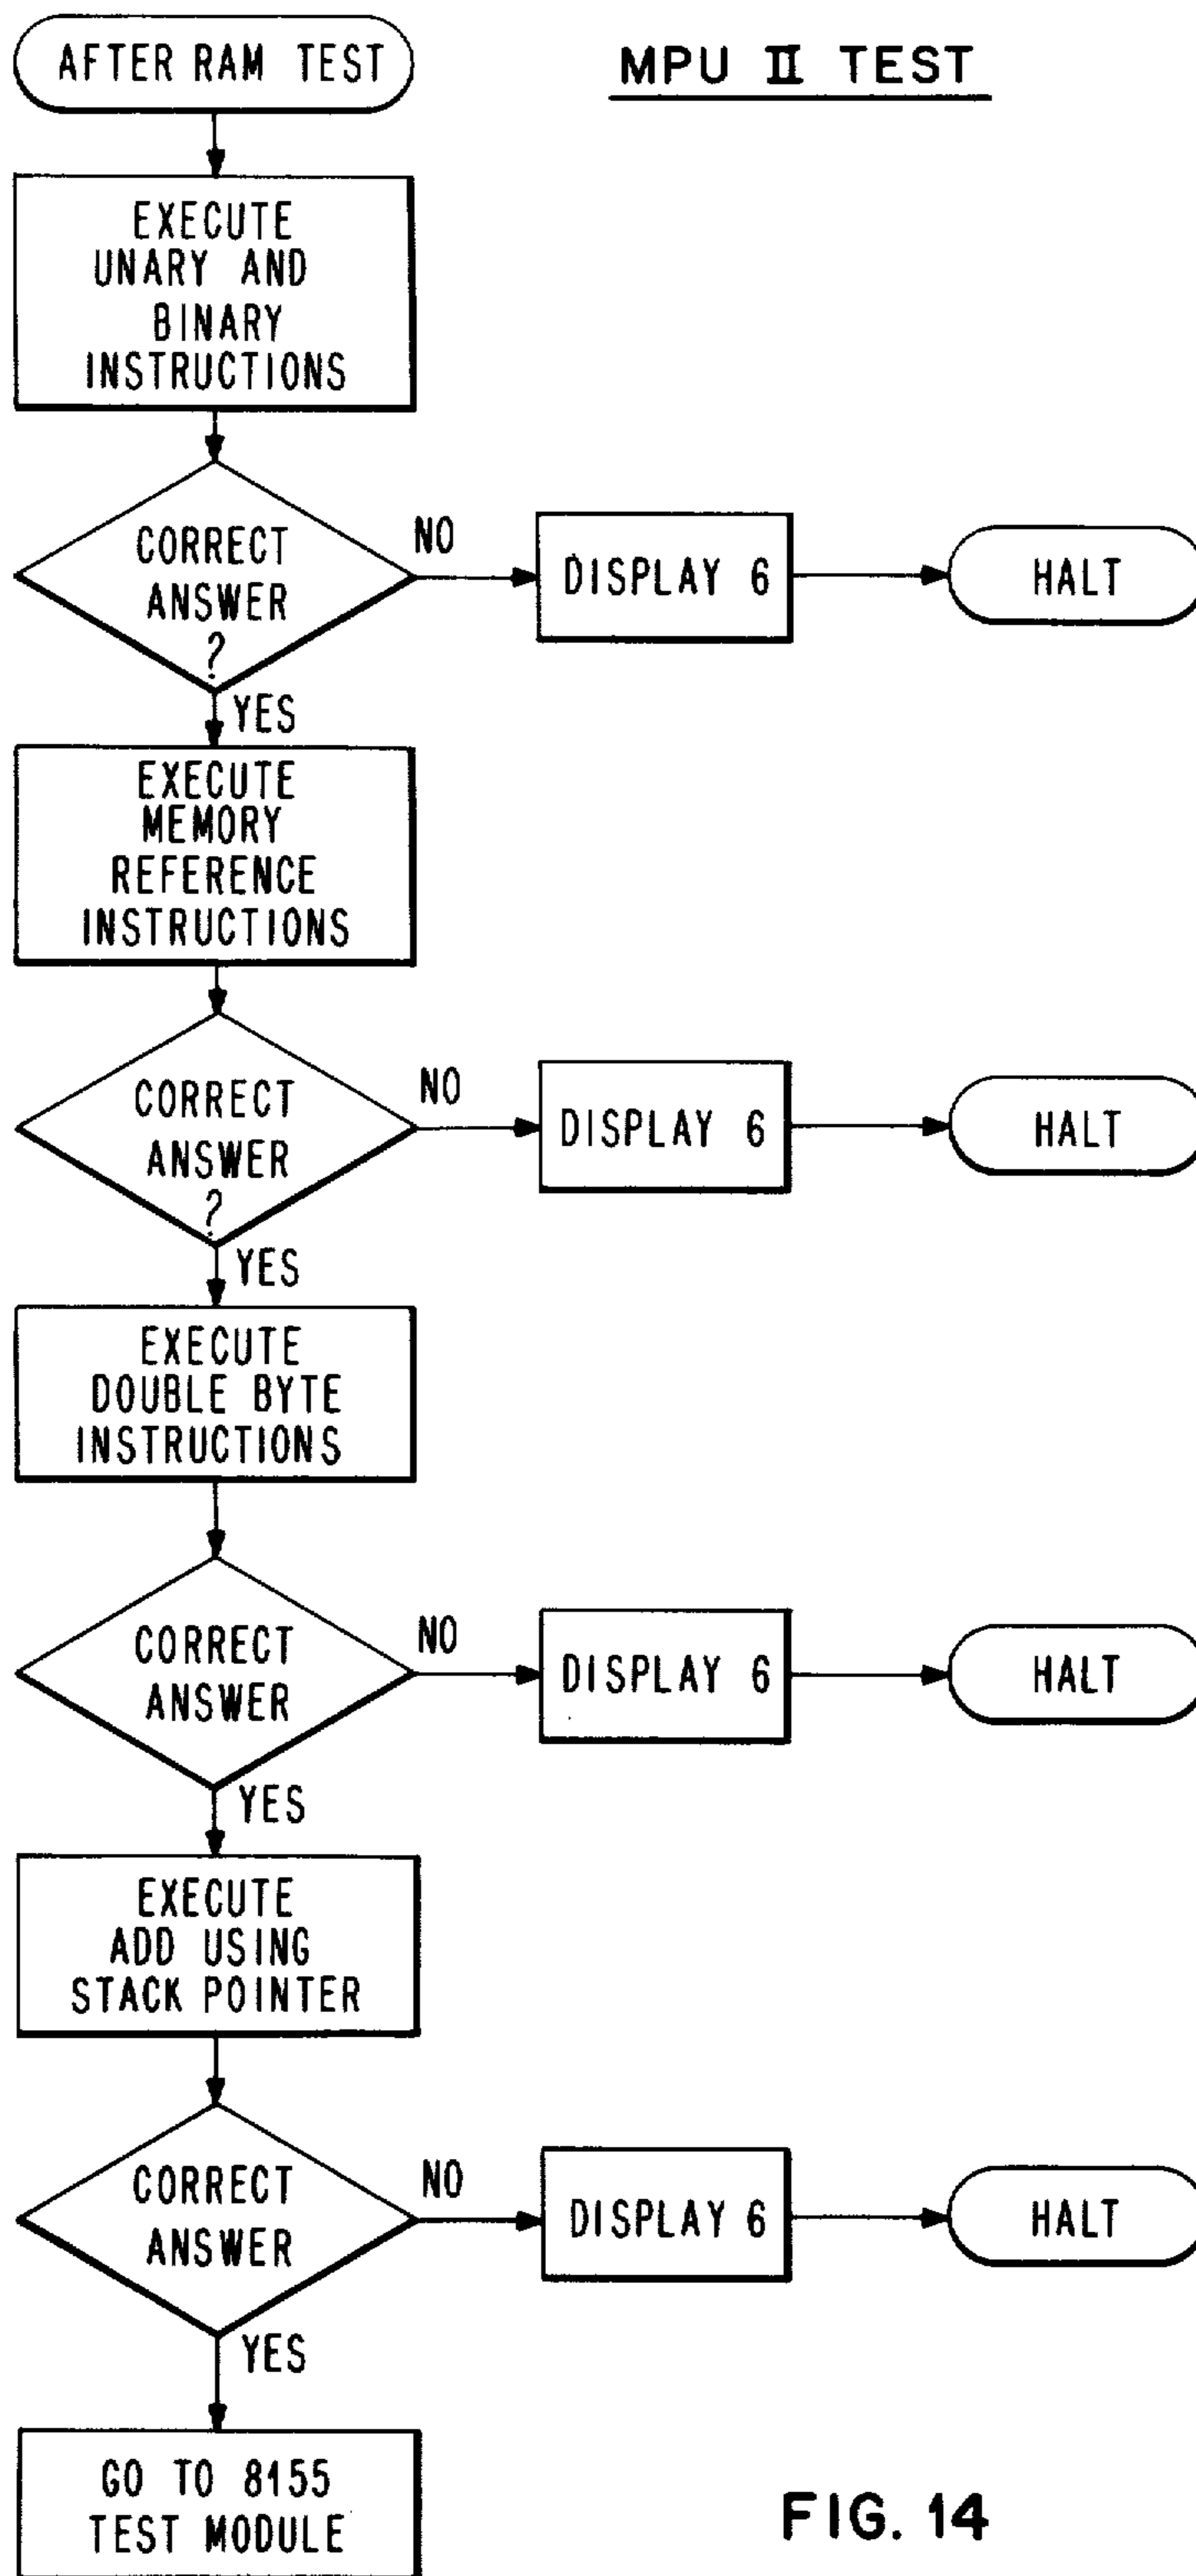 AFTER RAM TEST
MPU II TEST
EXECUTE
UNARY AND
BINARY
INSTRUCTIONS
CORRECT
ANSWER
?
NO
DISPLAY 6
HALT
YES
EXECUTE
MEMORY
REFERENCE
INSTRUCTIONS
CORRECT
ANSWER
?
NO
DISPLAY 6
HALT
YES
EXECUTE
DOUBLE BYTE
INSTRUCTIONS
CORRECT
ANSWER
NO
DISPLAY 6
HALT
YES
EXECUTE
ADD USING
STACK POINTER
CORRECT
ANSWER
NO
DISPLAY 6
HALT
YES
GO TO 8155
TEST MODULE
FIG. 14